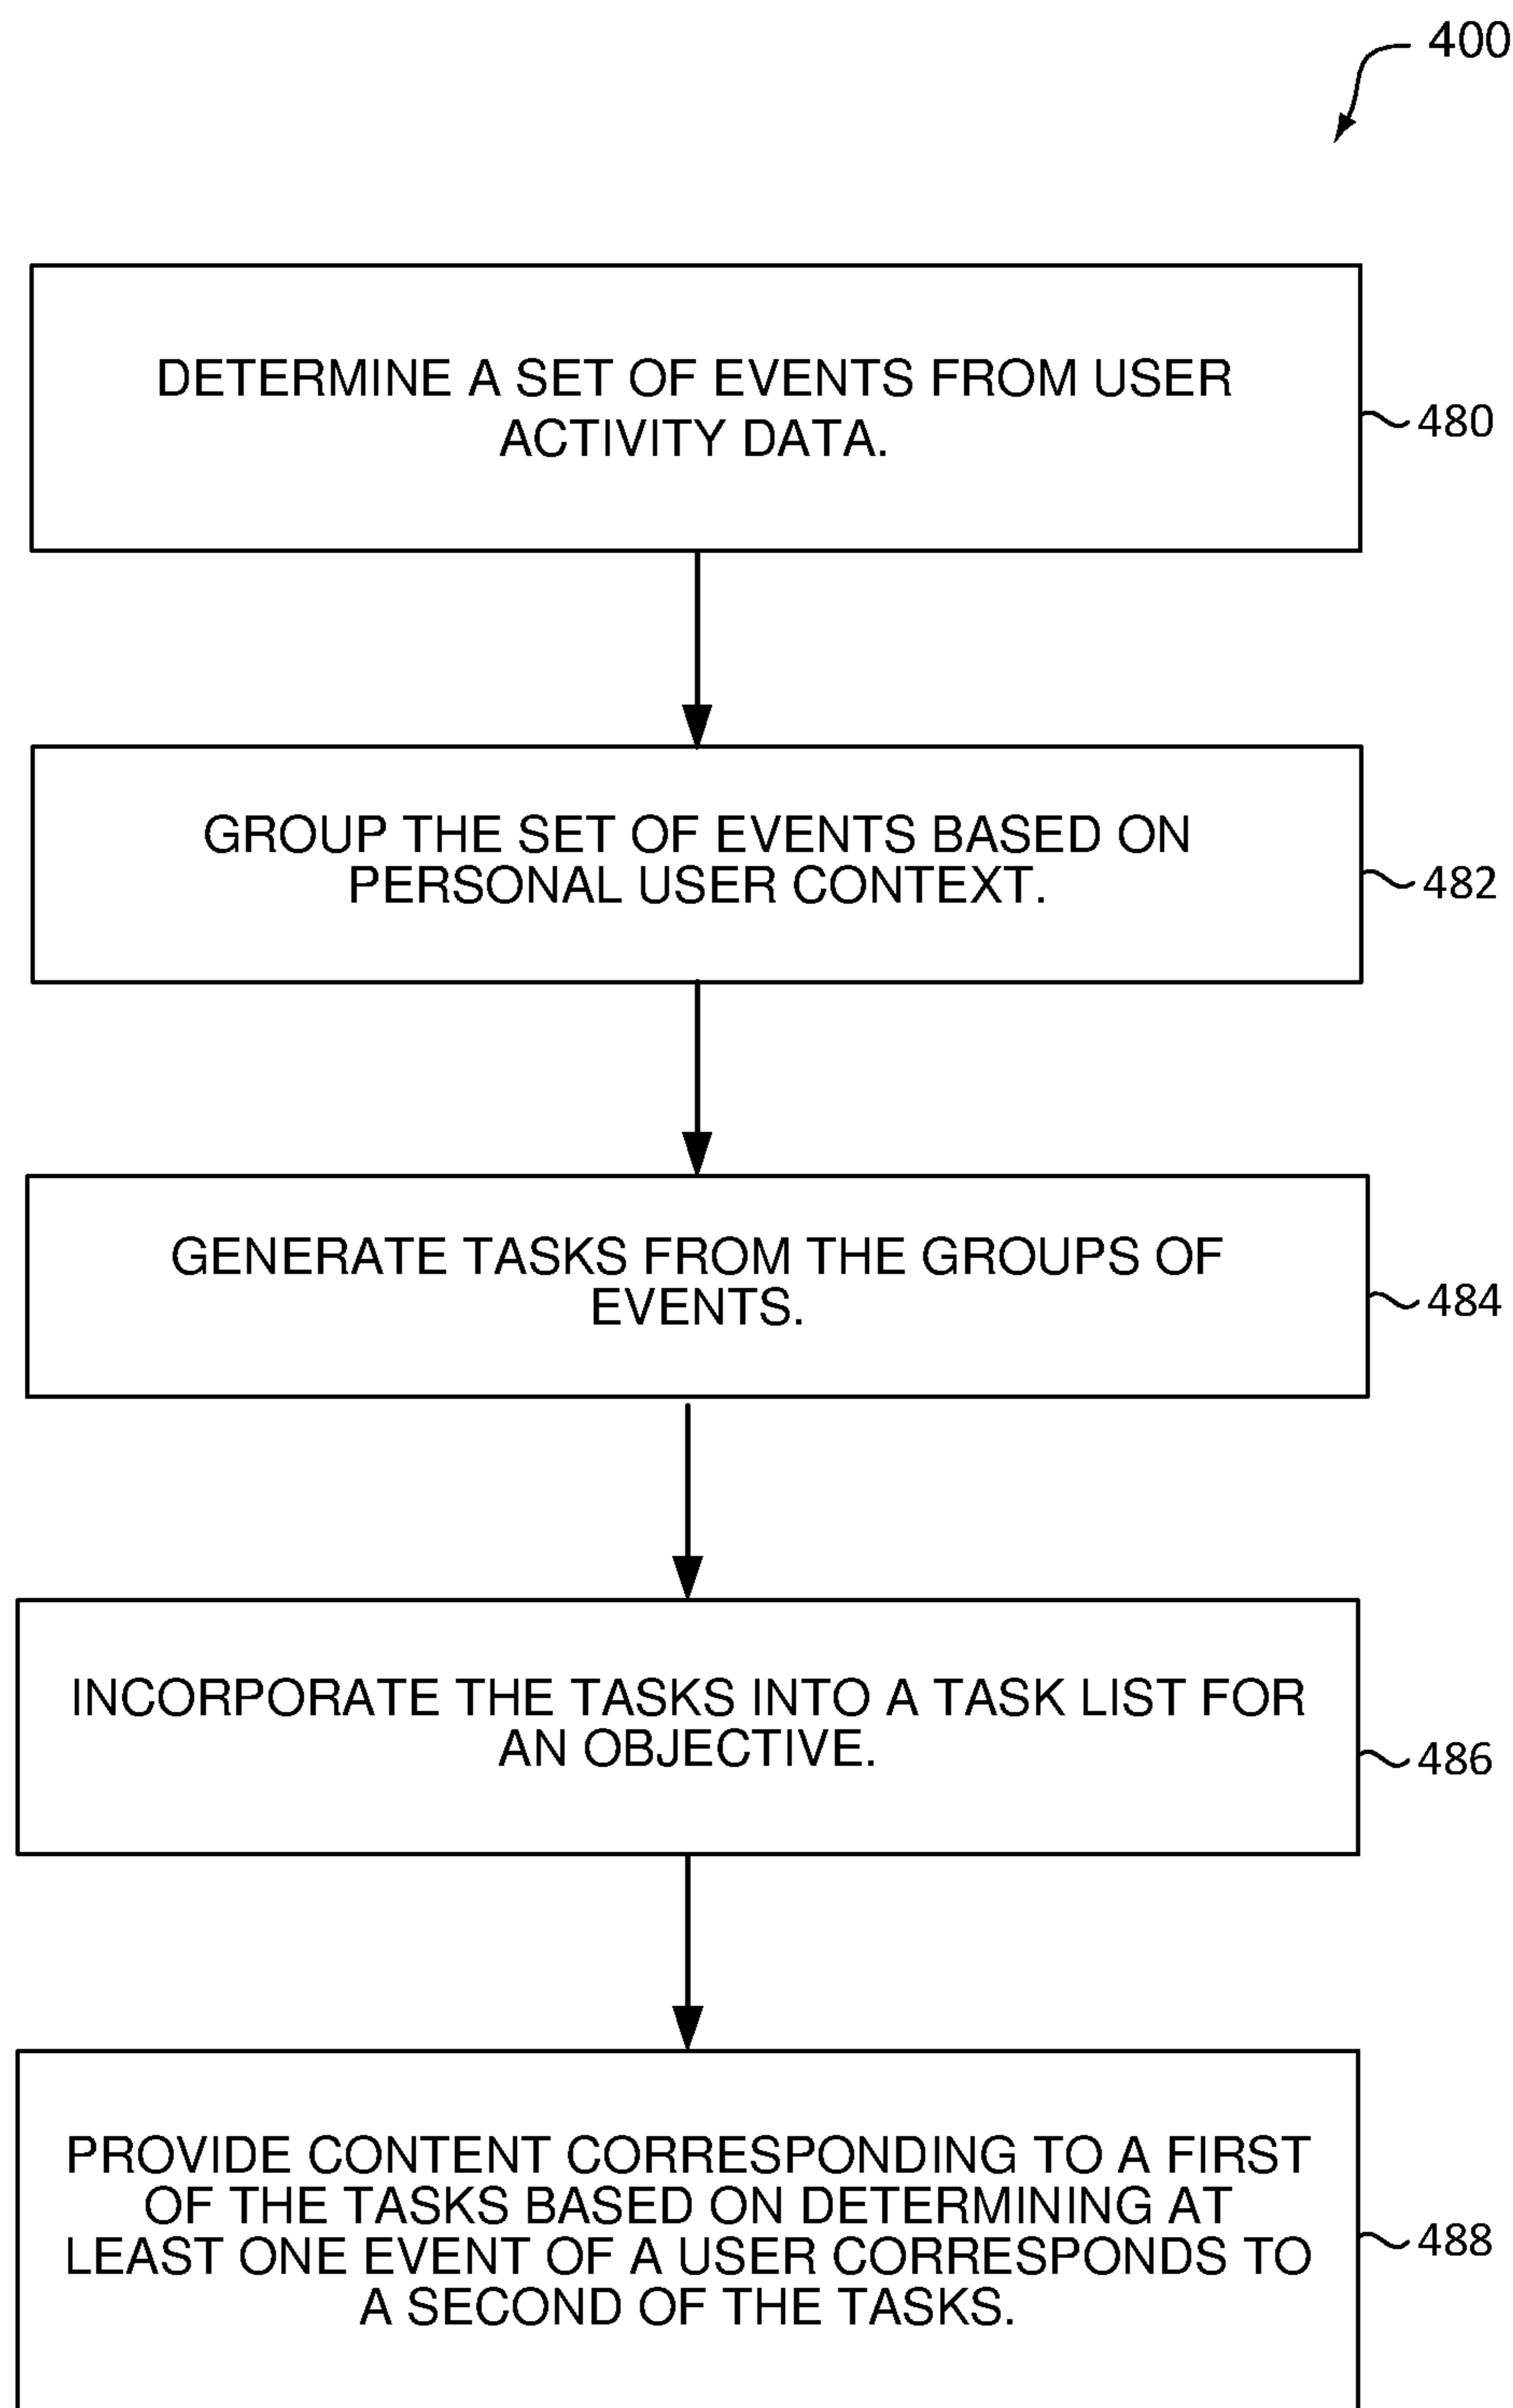 400
DETERMINE A SET OF EVENTS FROM USER
ACTIVITY DATA.
480
GROUP THE SET OF EVENTS BASED ON
PERSONAL USER CONTEXT.
482
GENERATE TASKS FROM THE GROUPS OF
EVENTS.
484
INCORPORATE THE TASKS INTO A TASK LIST FOR
AN OBJECTIVE.
486
PROVIDE CONTENT CORRESPONDING TO A FIRST
OF THE TASKS BASED ON DETERMINING AT
LEAST ONE EVENT OF A USER CORRESPONDS TO
A SECOND OF THE TASKS.
488